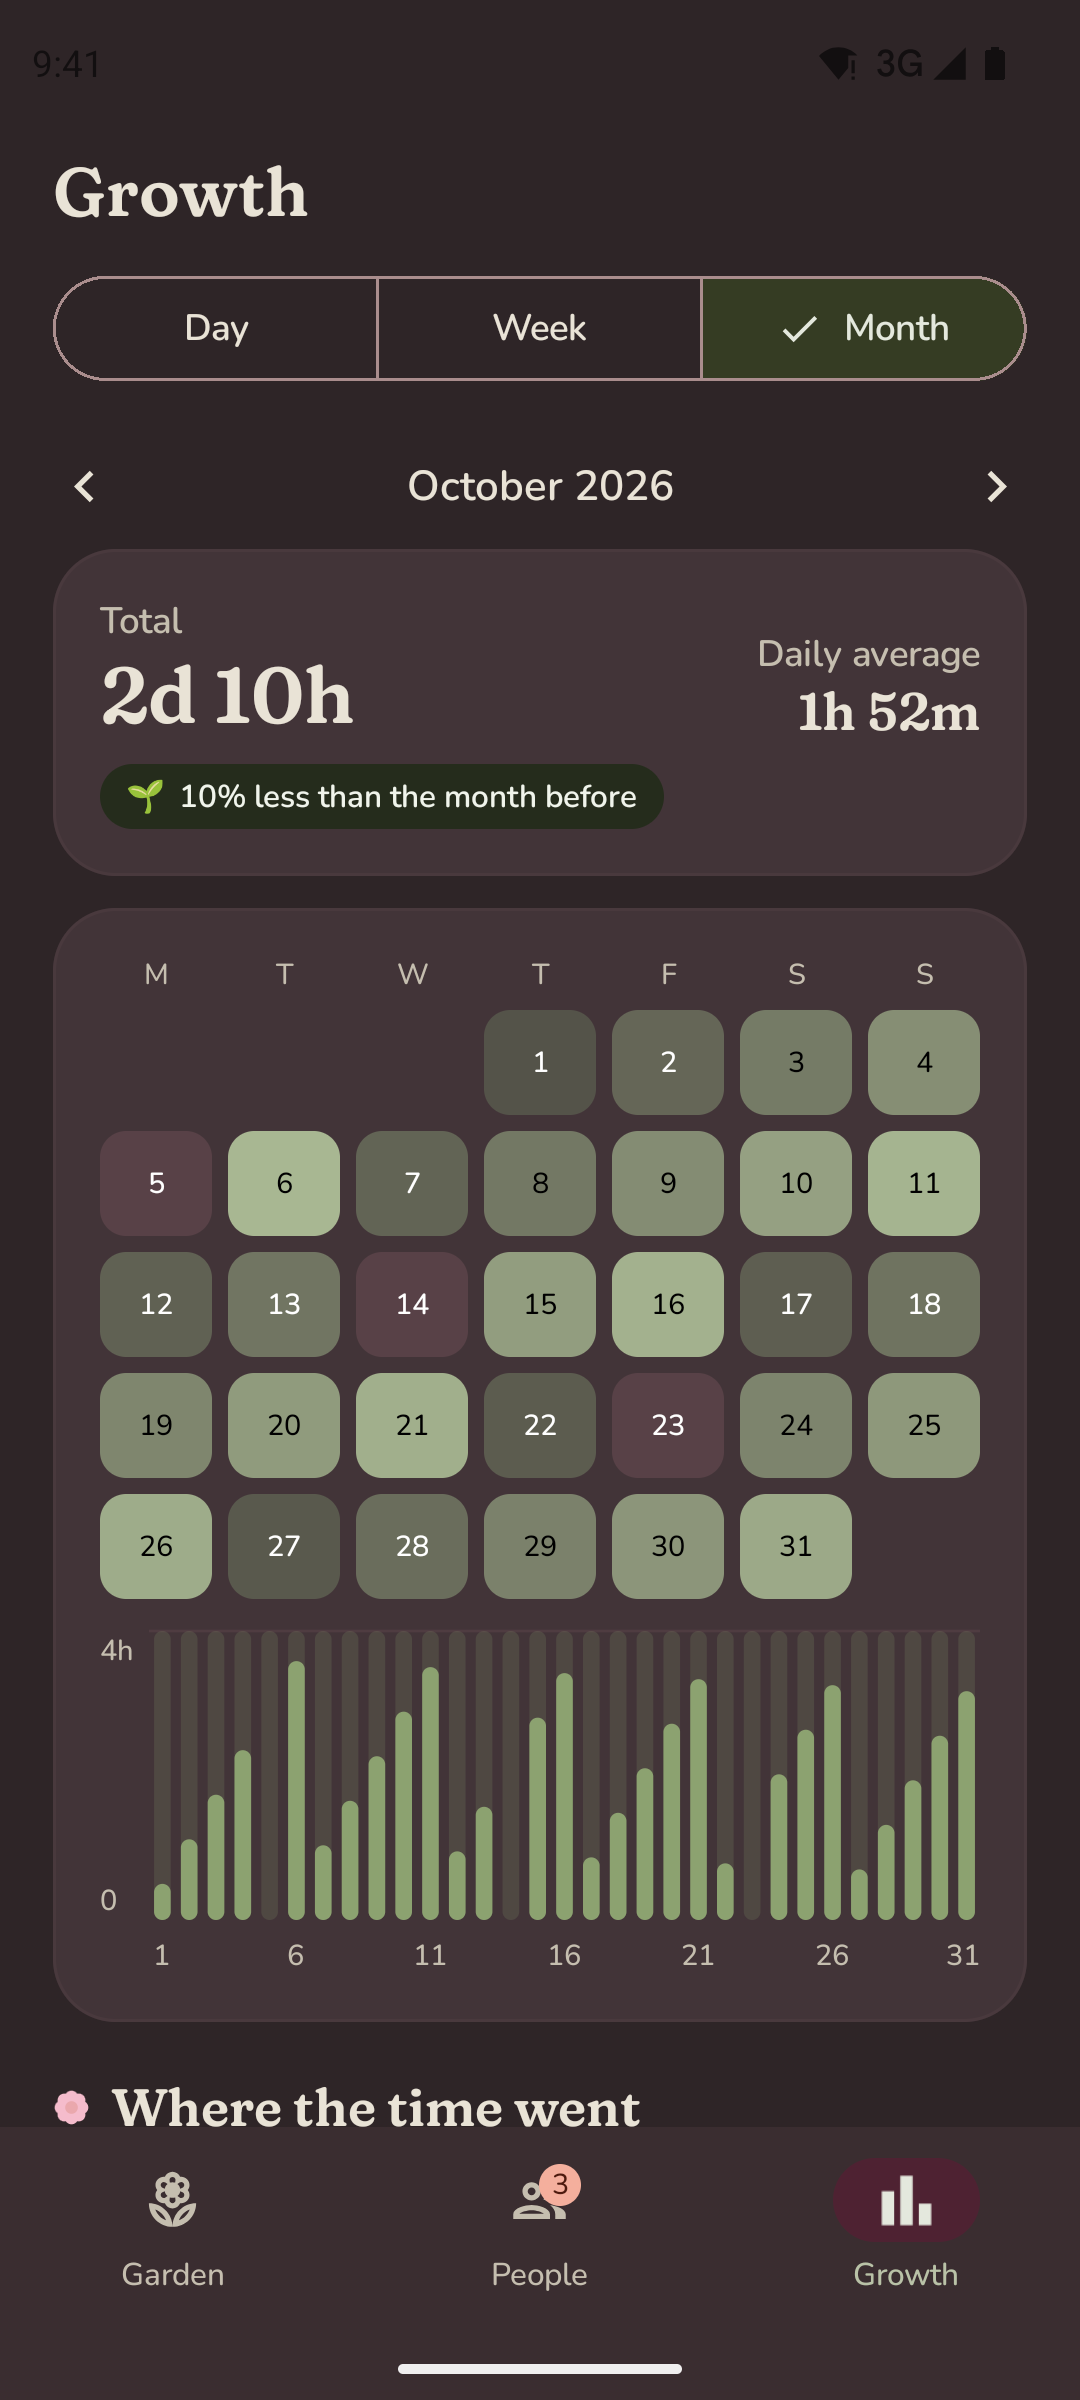 9:41
3G
Growth
Day Week Month
October 2026
Total
2d 10h
Daily average
1h 52m
10% less than the month before
M T W T F S S
1 2 3 4
5 6 7 8 9 10 11
12 13 14 15 16 17 18
19 20 21 22 23 24 25
26 27 28 29 30 31
4h
0
1 6 11 16 21 26 31
Where the time went
3
Garden People Growth